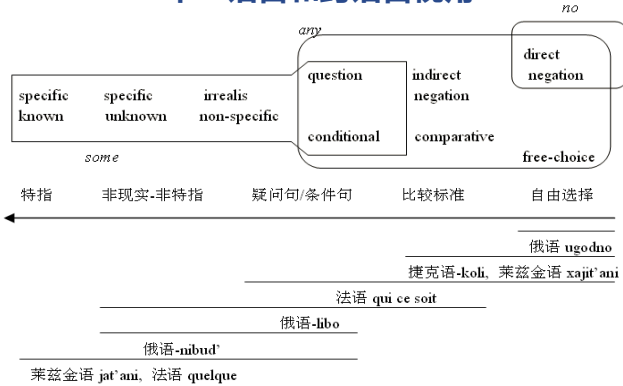 no
any
direct
negation
question
indirect
negation
specific
known
specific
unknown
irrealis
non-specific
conditional
comparative
some
free-choice
特指
非现实-非特指
疑问句/条件句
比较标准
自由选择
俄语 ugodno
捷克语-koli, 莱兹金语 xajit'ani
法语 qui ce soit
俄语-libo
俄语-nibud'
莱兹金语 jat'ani, 法语 quelque